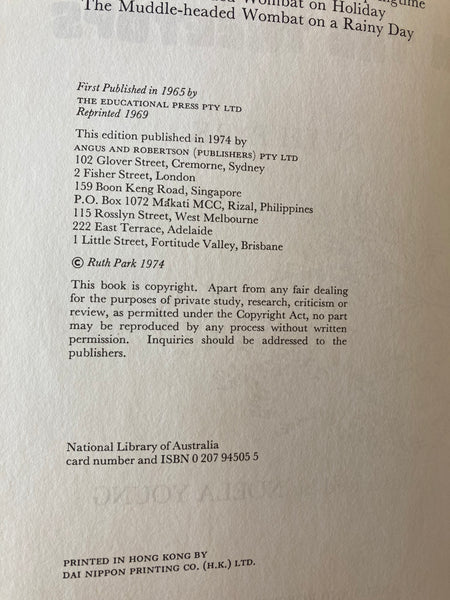 Wombat on Holiday
The Muddle-headed Wombat on a Rainy Day
First Published in 1965 by
THE EDUCATIONAL PRESS PTY LTD
Reprinted 1969
This edition published in 1974 by
ANGUS AND ROBERTSON (PUBLISHERS) PTY LTD
102 Glover Street, Cremorne, Sydney
2 Fisher Street, London
159 Boon Keng Road, Singapore
P.O. Box 1072 Makati MCC, Rizal, Philippines
115 Rosslyn Street, West Melbourne
222 East Terrace, Adelaide
1 Little Street, Fortitude Valley, Brisbane
© Ruth Park 1974
This book is copyright. Apart from any fair dealing
for the purposes of private study, research, criticism or
review, as permitted under the Copyright Act, no part
may be reproduced by any process without written
permission. Inquiries should be addressed to the
publishers.
National Library of Australia
card number and ISBN 0 207 94505 5
YOUNG
PRINTED IN HONG KONG BY
DAI NIPPON PRINTING CO. (H.K.) LTD.